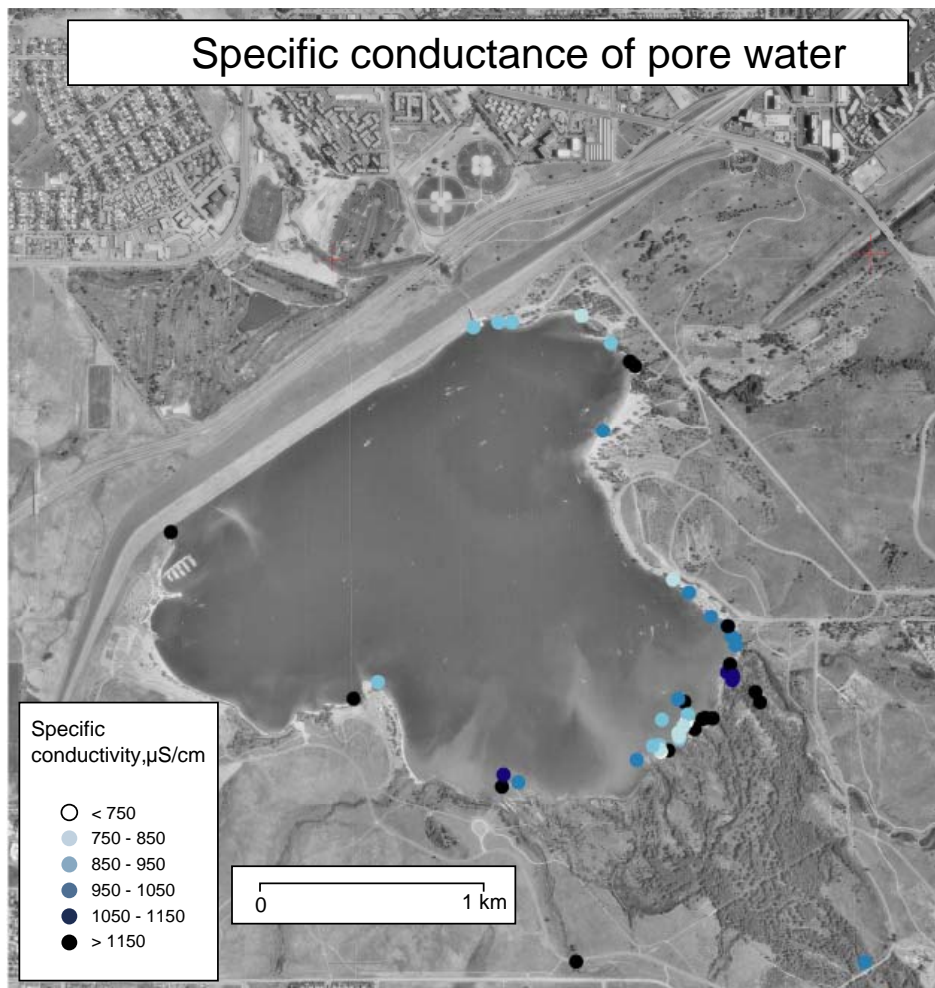 Specific conductance of pore water
Specific
conductivity,µS/cm
< 750
750 - 850
850 - 950
950 - 1050
1050 - 1150
> 1150
0 1 km